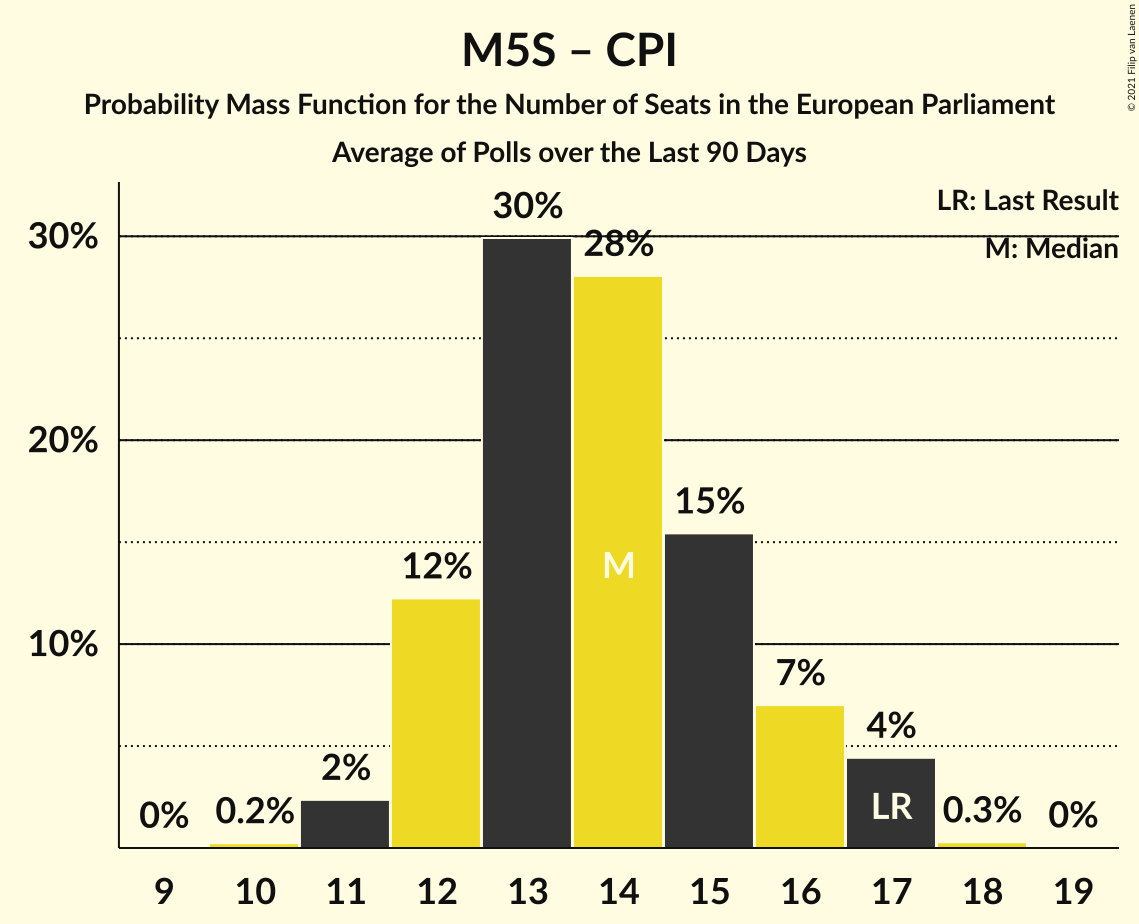 M5S – CPI
Probability Mass Function for the Number of Seats in the European Parliament
Average of Polls over the Last 90 Days
© 2021 Filip van Laenen
LR: Last Result
M: Median
30%
20%
10%
0%
0.2%
2%
12%
30%
28%
15%
7%
4%
0.3%
0%
M
LR
9 10 11 12 13 14 15 16 17 18 19